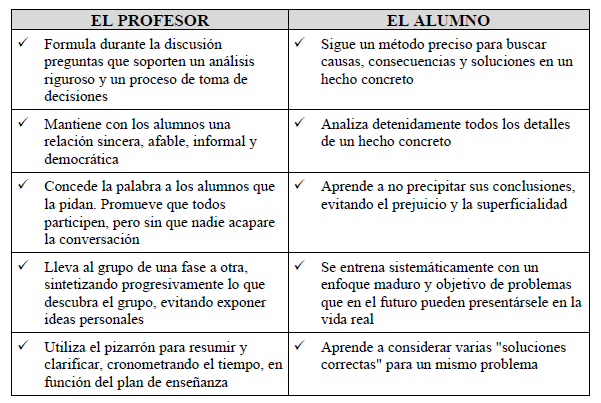 EL PROFESOR
EL ALUMNO
✓ Formula durante la discusión
preguntas que soporten un análisis
riguroso y un proceso de toma de
decisiones
✓ Sigue un método preciso para buscar
causas, consecuencias y soluciones en un
hecho concreto
✓ Mantiene con los alumnos una
relación sincera, afable, informal y
democrática
✓ Analiza detenidamente todos los detalles
de un hecho concreto
✓ Concede la palabra a los alumnos que
la pidan. Promueve que todos
participen, pero sin que nadie acapare
la conversación
✓ Aprende a no precipitar sus conclusiones,
evitando el prejuicio y la superficialidad
✓ Lleva al grupo de una fase a otra,
sintetizando progresivamente lo que
descubra el grupo, evitando exponer
ideas personales
✓ Se entrena sistemáticamente con un
enfoque maduro y objetivo de problemas
que en el futuro pueden presentársele en la
vida real
✓ Utiliza el pizarrón para resumir y
clarificar, cronometrando el tiempo, en
función del plan de enseñanza
✓ Aprende a considerar varias "soluciones
correctas" para un mismo problema